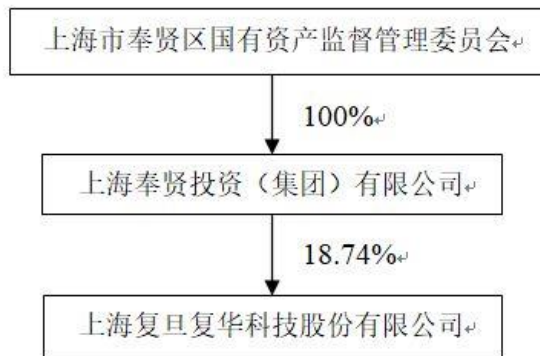 上海市奉贤区国有资产监督管理委员会
100%
上海奉贤投资（集团）有限公司
18.74%
上海复旦复华科技股份有限公司